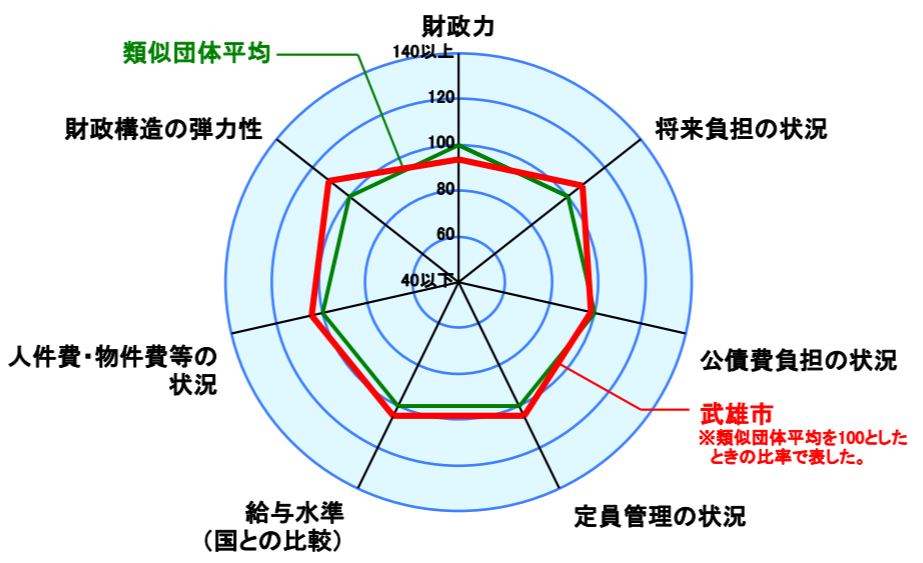 財政力
類似団体平均
140以上
120
財政構造の弾力性
将来負担の状況
100
80
60
40以下
人件費・物件費等の
状況
公債費負担の状況
武雄市
※類似団体平均を100とした
ときの比率で表した。
給与水準
（国との比較）
定員管理の状況